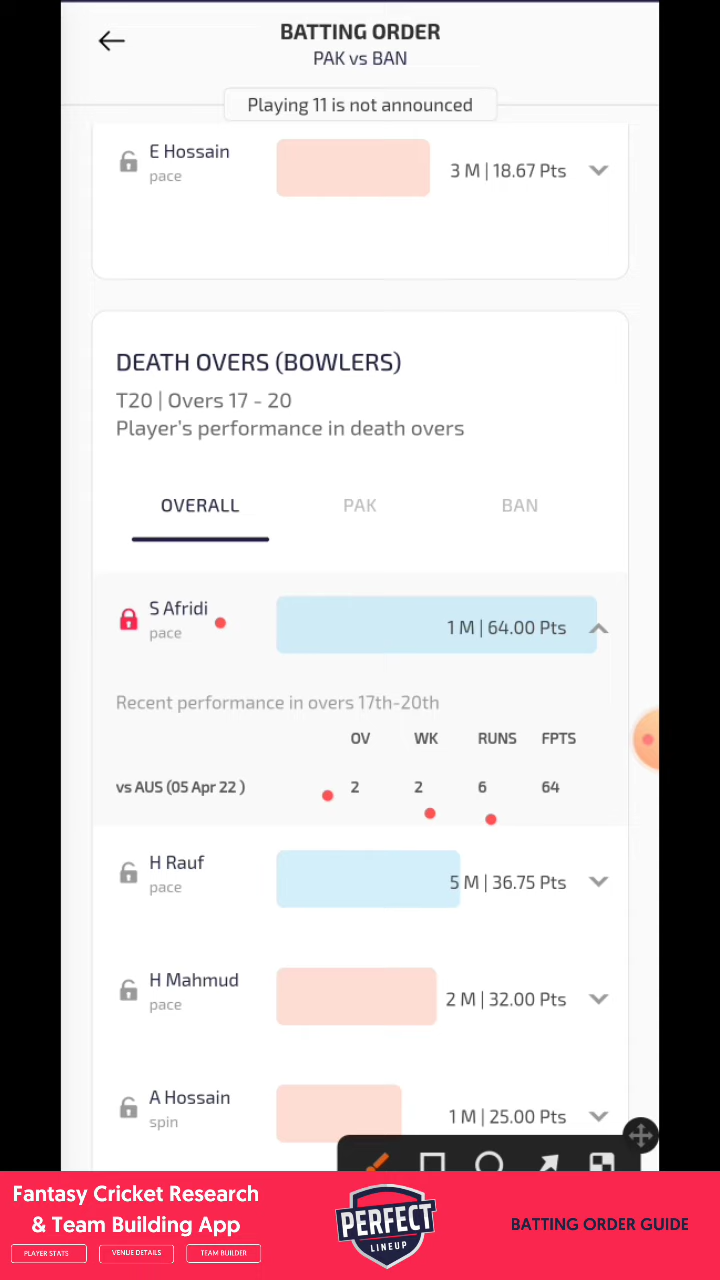 BATTING ORDER
PAK vs BAN
Playing 11 is not announced
E Hossain
pace
3 M | 18.67 Pts
DEATH OVERS (BOWLERS)
T20 | Overs 17 - 20
Player's performance in death overs
OVERALL PAK BAN
S Afridi
pace
1 M | 64.00 Pts
Recent performance in overs 17th-20th
OV WK RUNS FPTS
vs AUS (05 Apr 22 ) 2 2 6 64
H Rauf
pace
5 M | 36.75 Pts
H Mahmud
pace
2 M | 32.00 Pts
A Hossain
spin
1 M | 25.00 Pts
Fantasy Cricket Research
& Team Building App
PLAYER STATS VENUE DETAILS TEAM BUILDER
PERFECT
LINEUP
BATTING ORDER GUIDE